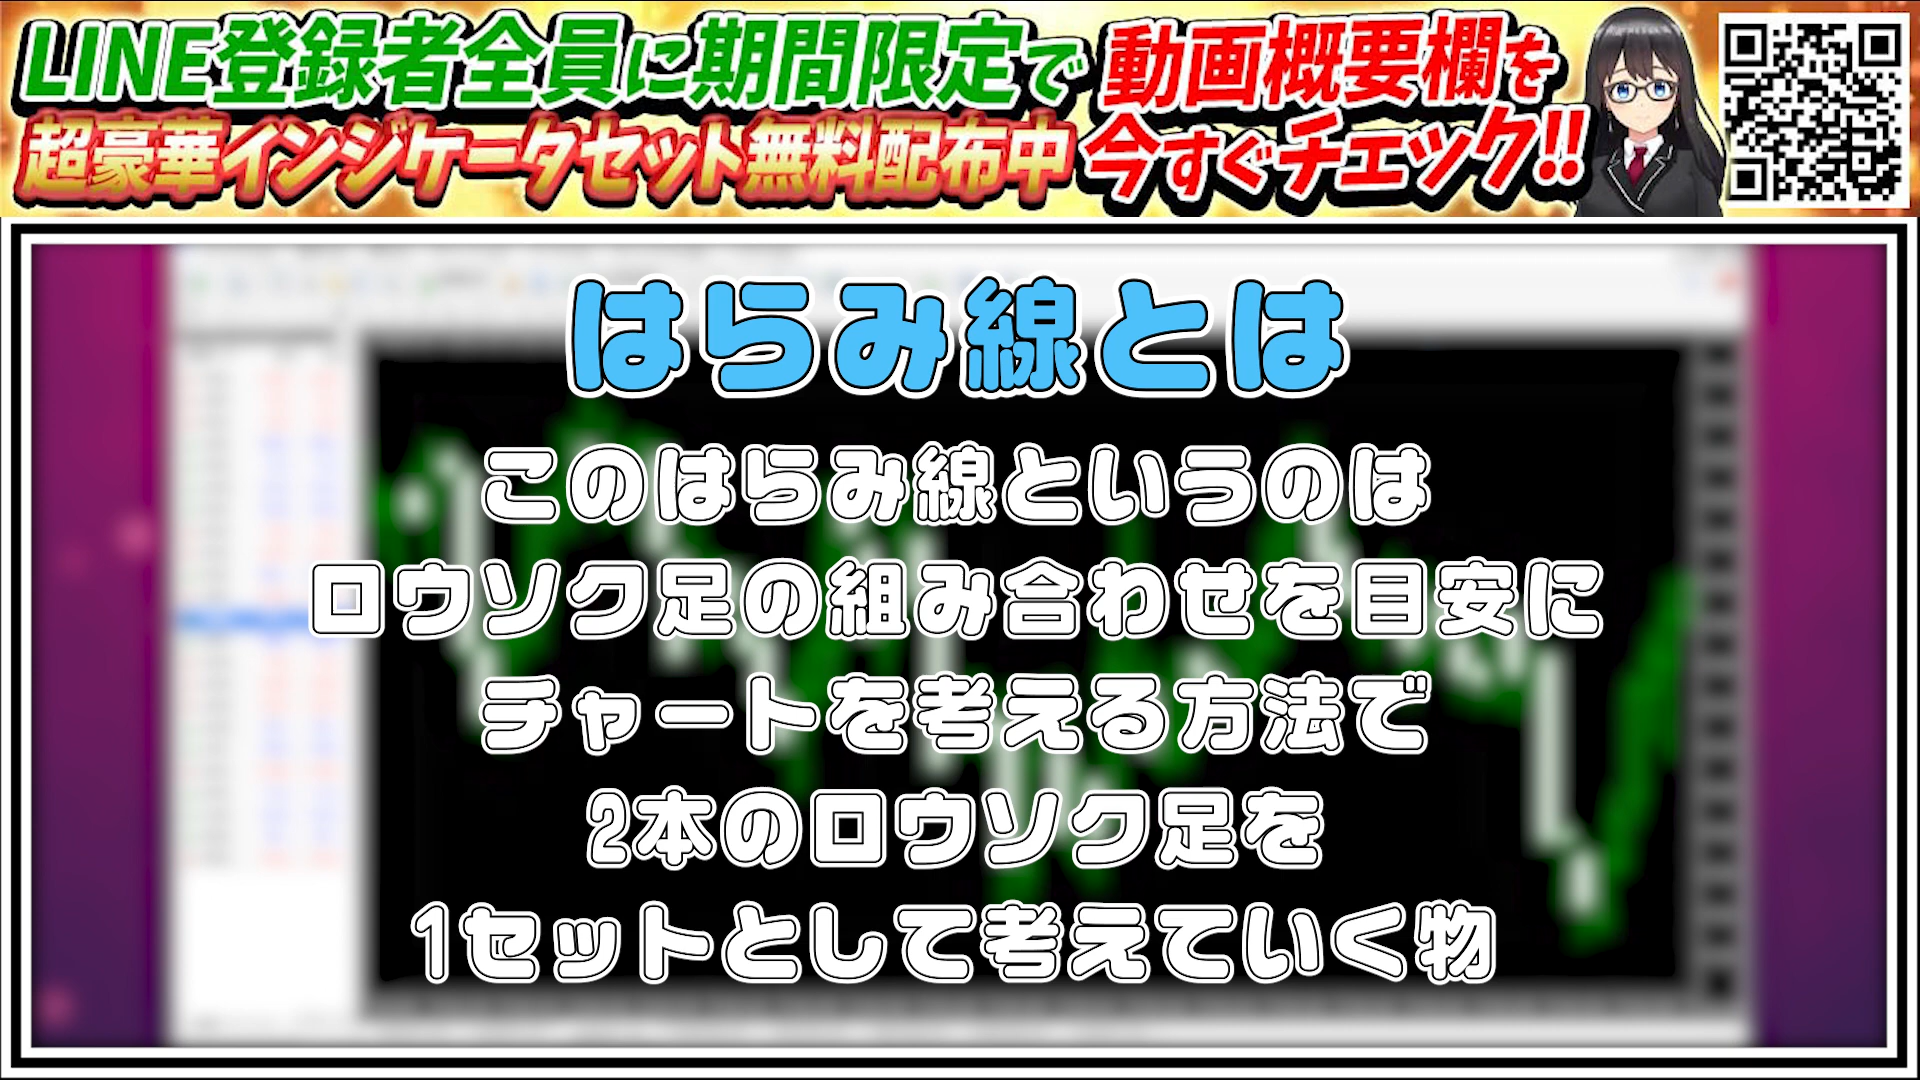 LINE登録者全員に期間限定で
超豪華インジケータセット無料配布中
動画概要欄を
今すぐチェック!!
はらみ線とは
このはらみ線というのは
ロウソク足の組み合わせを目安に
チャートを考える方法で
2本のロウソク足を
1セットとして考えていく物